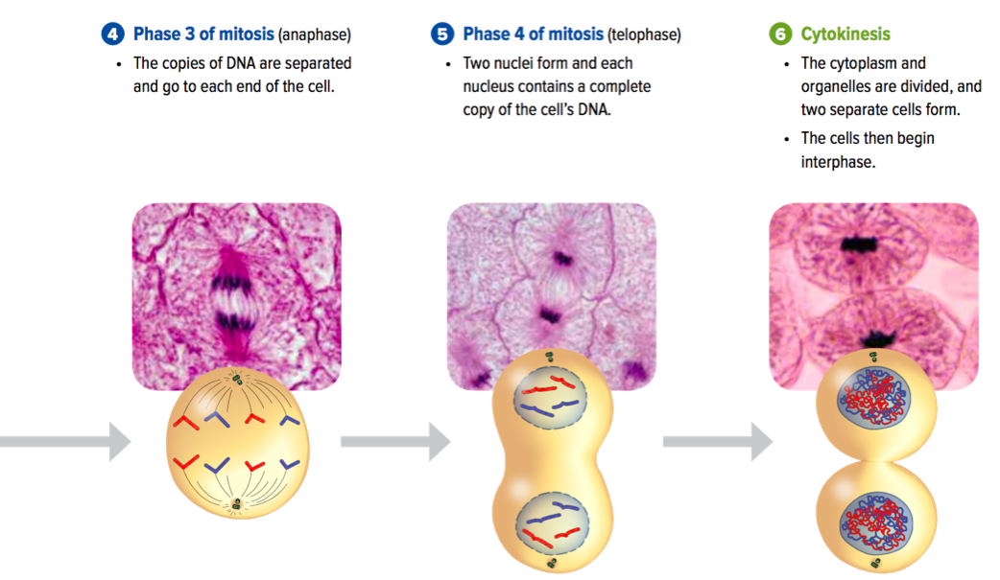 4 Phase 3 of mitosis (anaphase)
• The copies of DNA are separated
and go to each end of the cell.
5 Phase 4 of mitosis (telophase)
• Two nuclei form and each
nucleus contains a complete
copy of the cell's DNA.
6 Cytokinesis
• The cytoplasm and
organelles are divided, and
two separate cells form.
• The cells then begin
interphase.